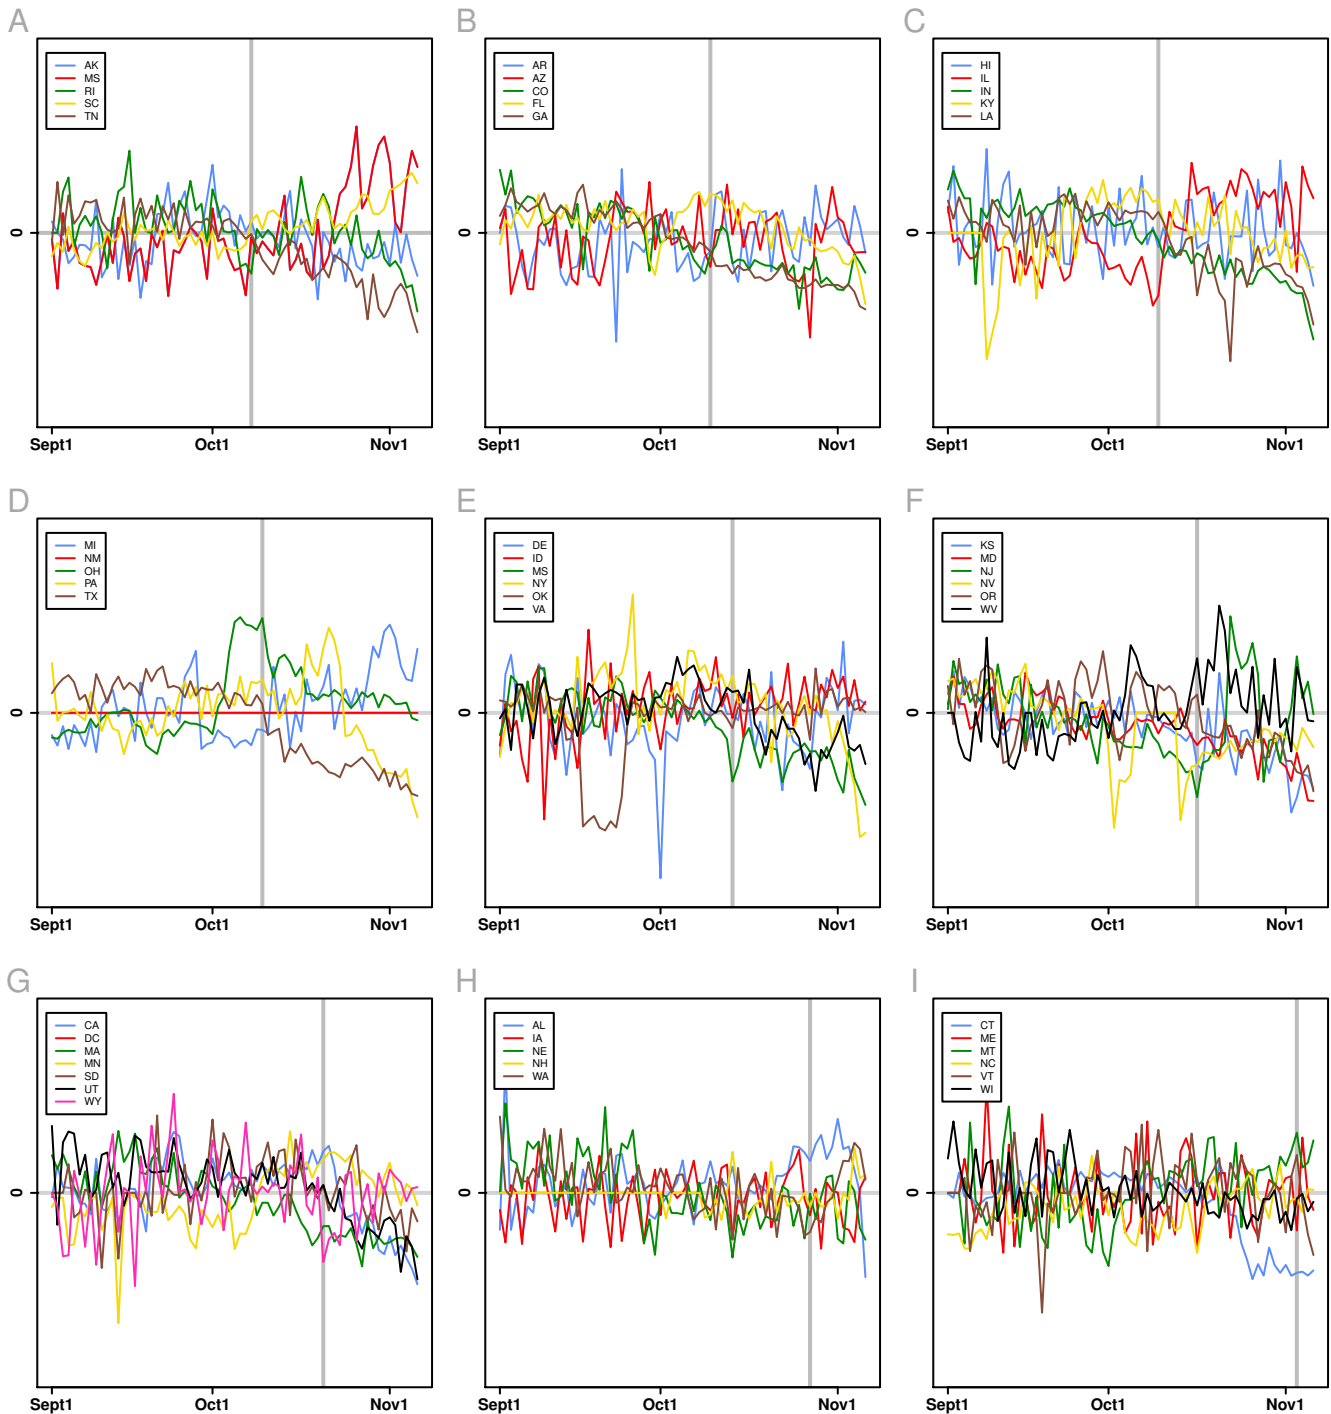 A
AK
MS
RI
SC
TN
0
Sept1 Oct1 Nov1
B
AR
AZ
CO
FL
GA
0
Sept1 Oct1 Nov1
C
HI
IL
IN
KY
LA
0
Sept1 Oct1 Nov1
D
MI
NM
OH
PA
TX
0
Sept1 Oct1 Nov1
E
DE
ID
MS
NY
OK
VA
0
Sept1 Oct1 Nov1
F
KS
MD
NJ
NV
OR
WV
0
Sept1 Oct1 Nov1
G
CA
DC
MA
MN
SD
UT
WY
0
Sept1 Oct1 Nov1
H
AL
IA
NE
NH
WA
0
Sept1 Oct1 Nov1
I
CT
ME
MT
NC
VT
WI
0
Sept1 Oct1 Nov1